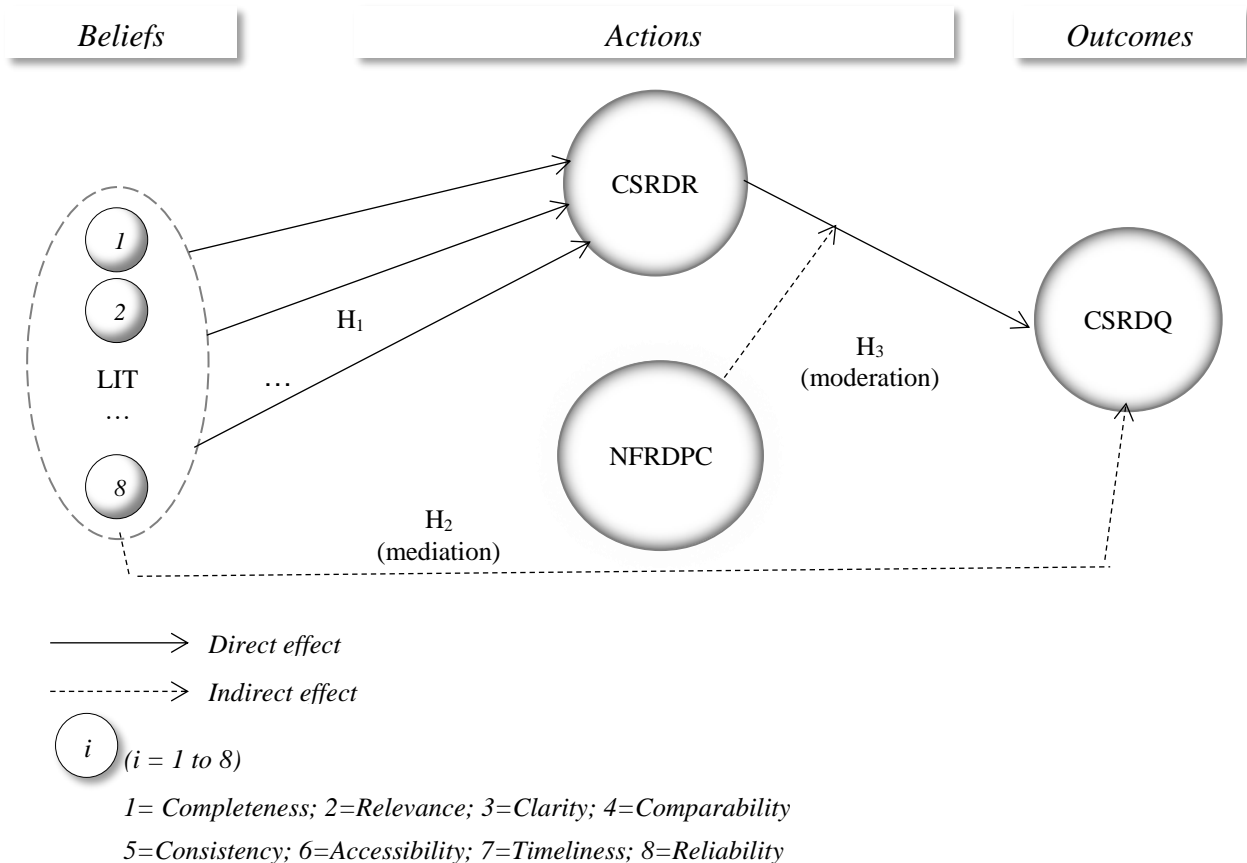 Beliefs
Actions
Outcomes
CSRDR
1
2
CSRDQ
H1
H3
(moderation)
LIT
…
…
NFRDPC
8
H2
(mediation)
Direct effect
Indirect effect
i
(i = 1 to 8)
1= Completeness; 2=Relevance; 3=Clarity; 4=Comparability
5=Consistency; 6=Accessibility; 7=Timeliness; 8=Reliability